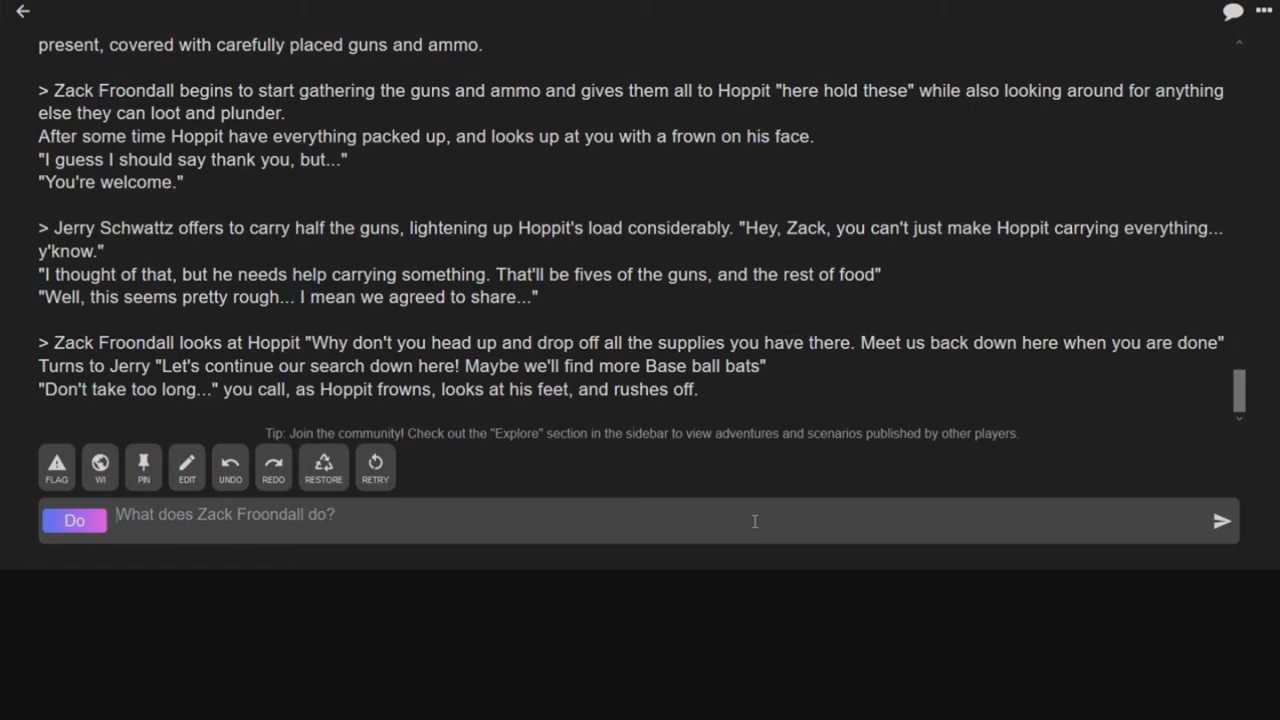 present, covered with carefully placed guns and ammo.
> Zack Froondall begins to start gathering the guns and ammo and gives them all to Hoppit "here hold these" while also looking around for anything
else they can loot and plunder.
After some time Hoppit have everything packed up, and looks up at you with a frown on his face.
"I guess I should say thank you, but..."
"You're welcome."
> Jerry Schwattz offers to carry half the guns, lightening up Hoppit's load considerably. "Hey, Zack, you can't just make Hoppit carrying everything...
y'know."
"I thought of that, but he needs help carrying something. That'll be fives of the guns, and the rest of food"
"Well, this seems pretty rough... I mean we agreed to share..."
> Zack Froondall looks at Hoppit "Why don't you head up and drop off all the supplies you have there. Meet us back down here when you are done"
Turns to Jerry "Let's continue our search down here! Maybe we'll find more Base ball bats"
"Don't take too long..." you call, as Hoppit frowns, looks at his feet, and rushes off.
Tip: Join the community! Check out the "Explore" section in the sidebar to view adventures and scenarios published by other players.
FLAG WI PIN EDIT UNDO REDO RESTORE RETRY
Do What does Zack Froondall do?